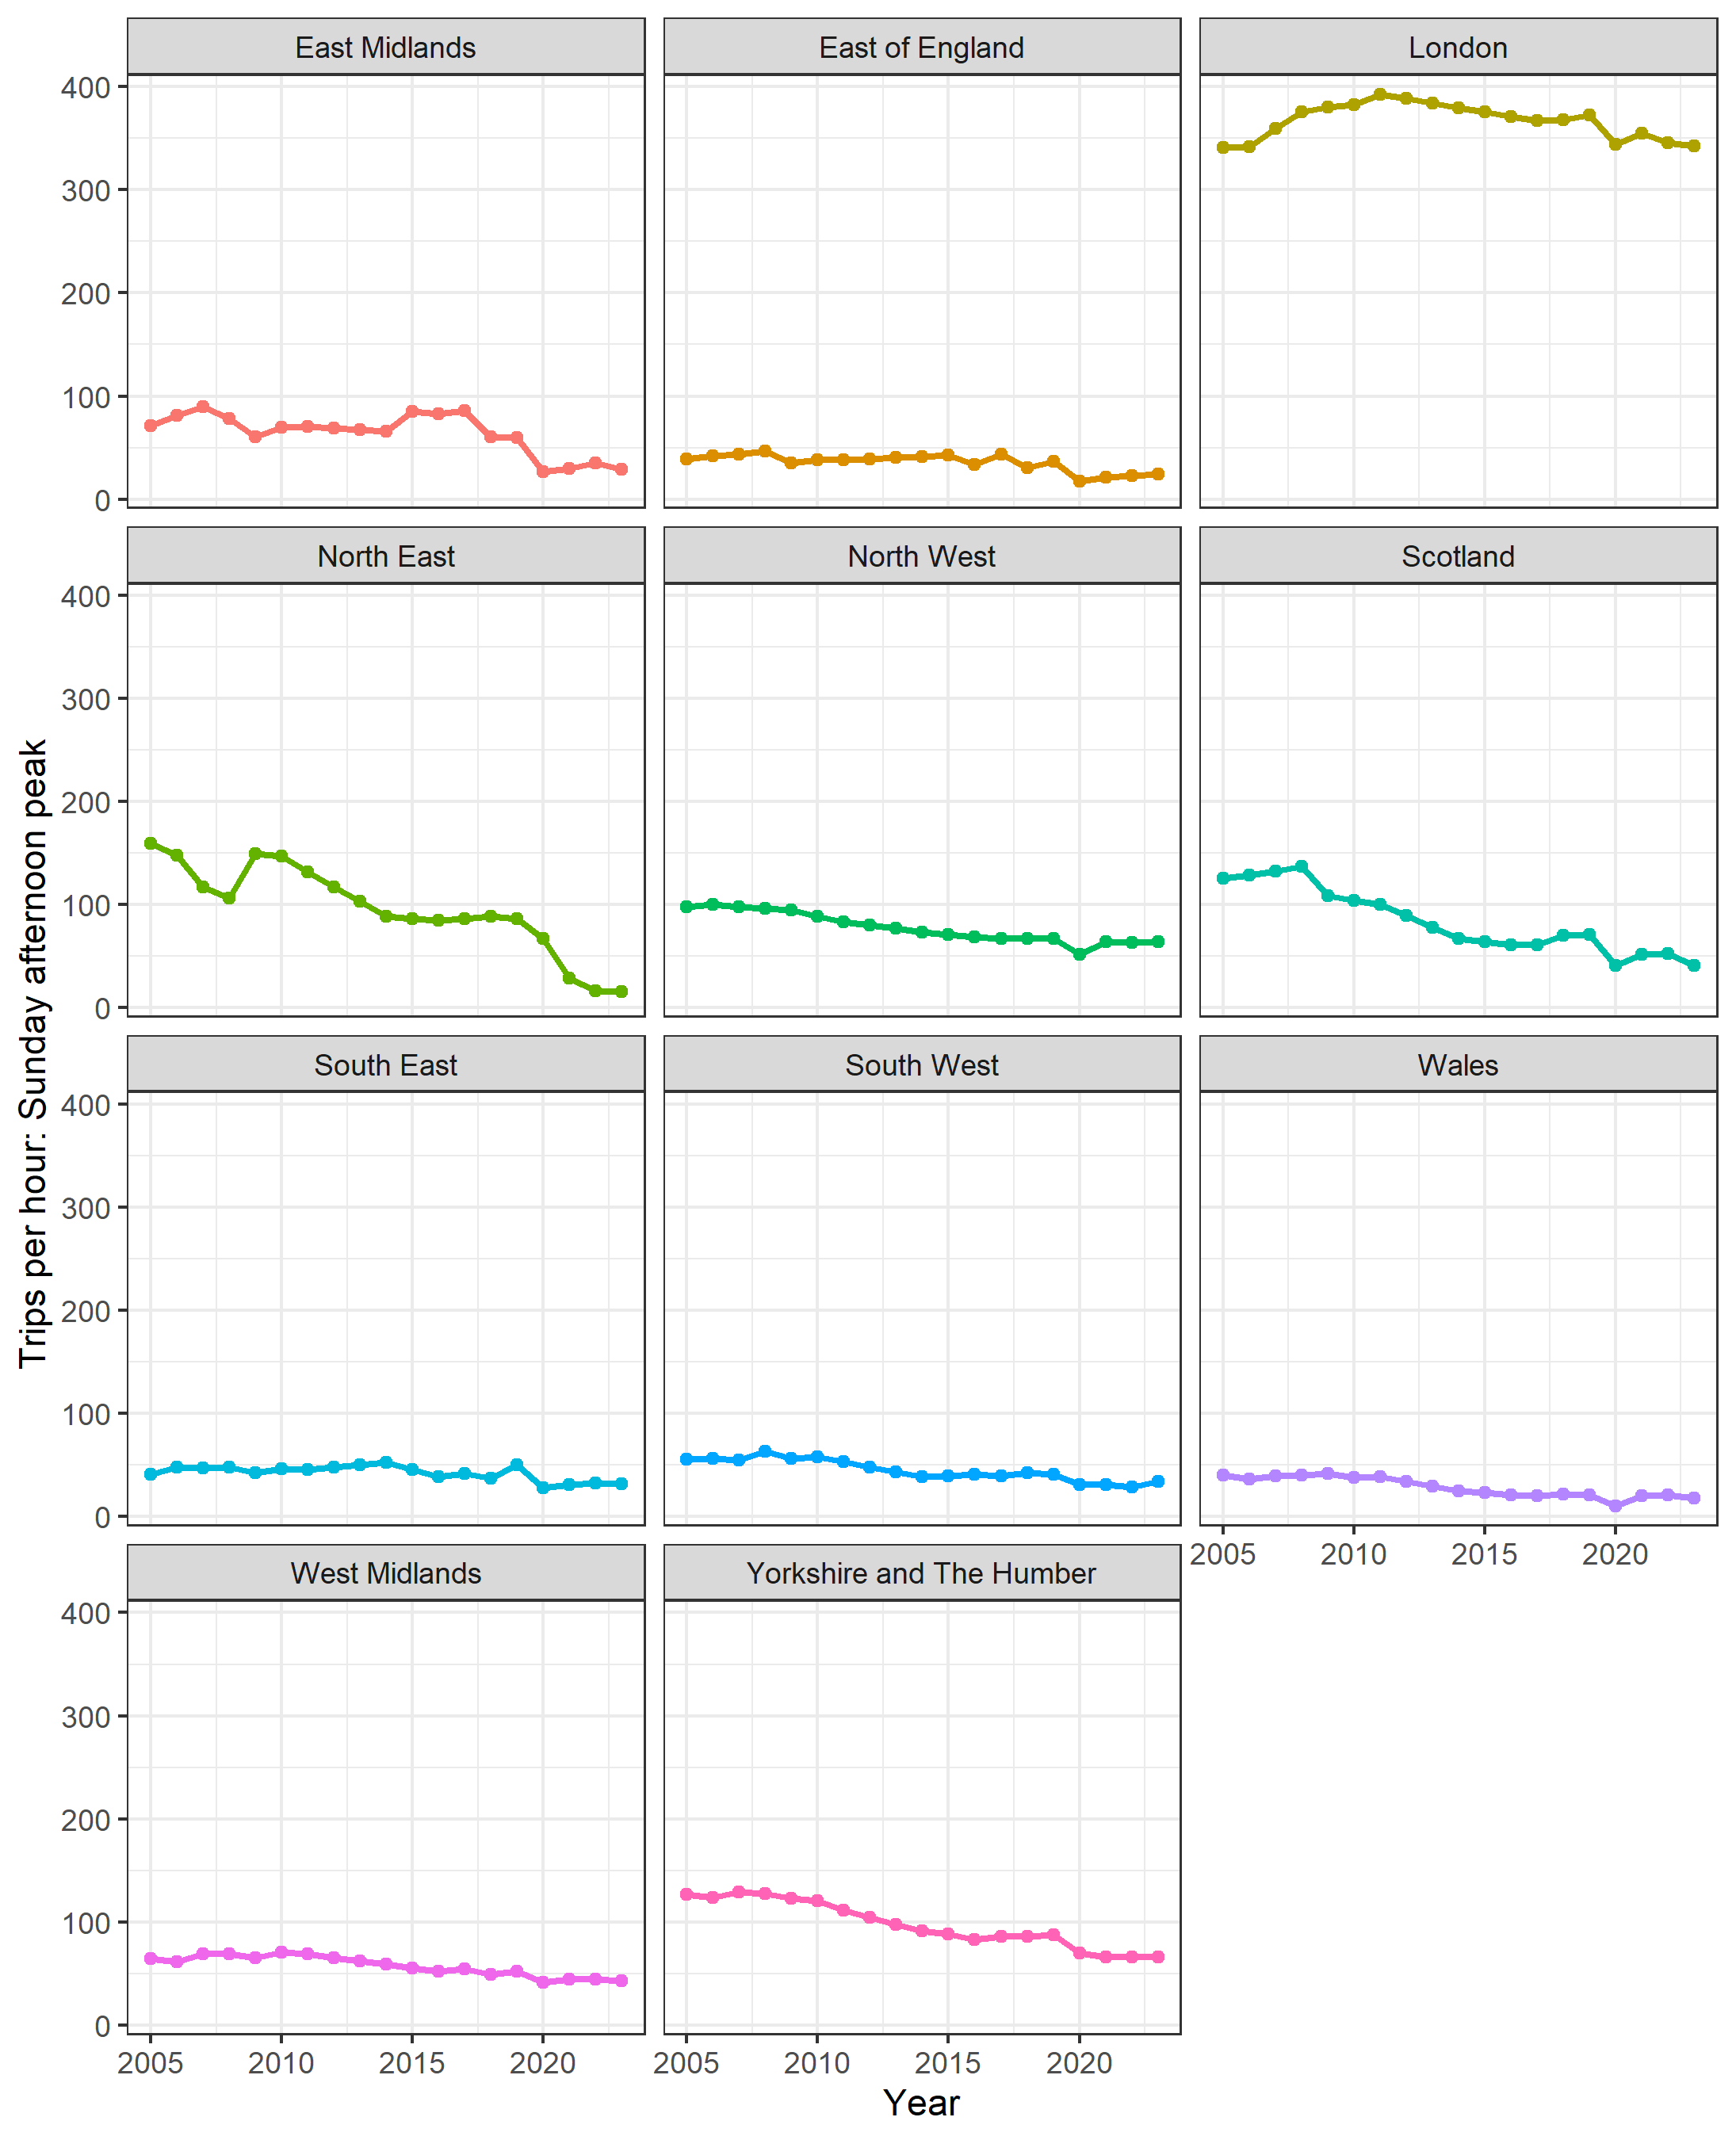 East Midlands
East of England
London
400
300
200
100
0
North East
North West
Scotland
400
300
200
100
0
South East
South West
Wales
400
300
200
100
0
2005 2010 2015 2020
West Midlands
Yorkshire and The Humber
400
300
200
100
0
2005 2010 2015 2020
2005 2010 2015 2020
Year
Trips per hour: Sunday afternoon peak